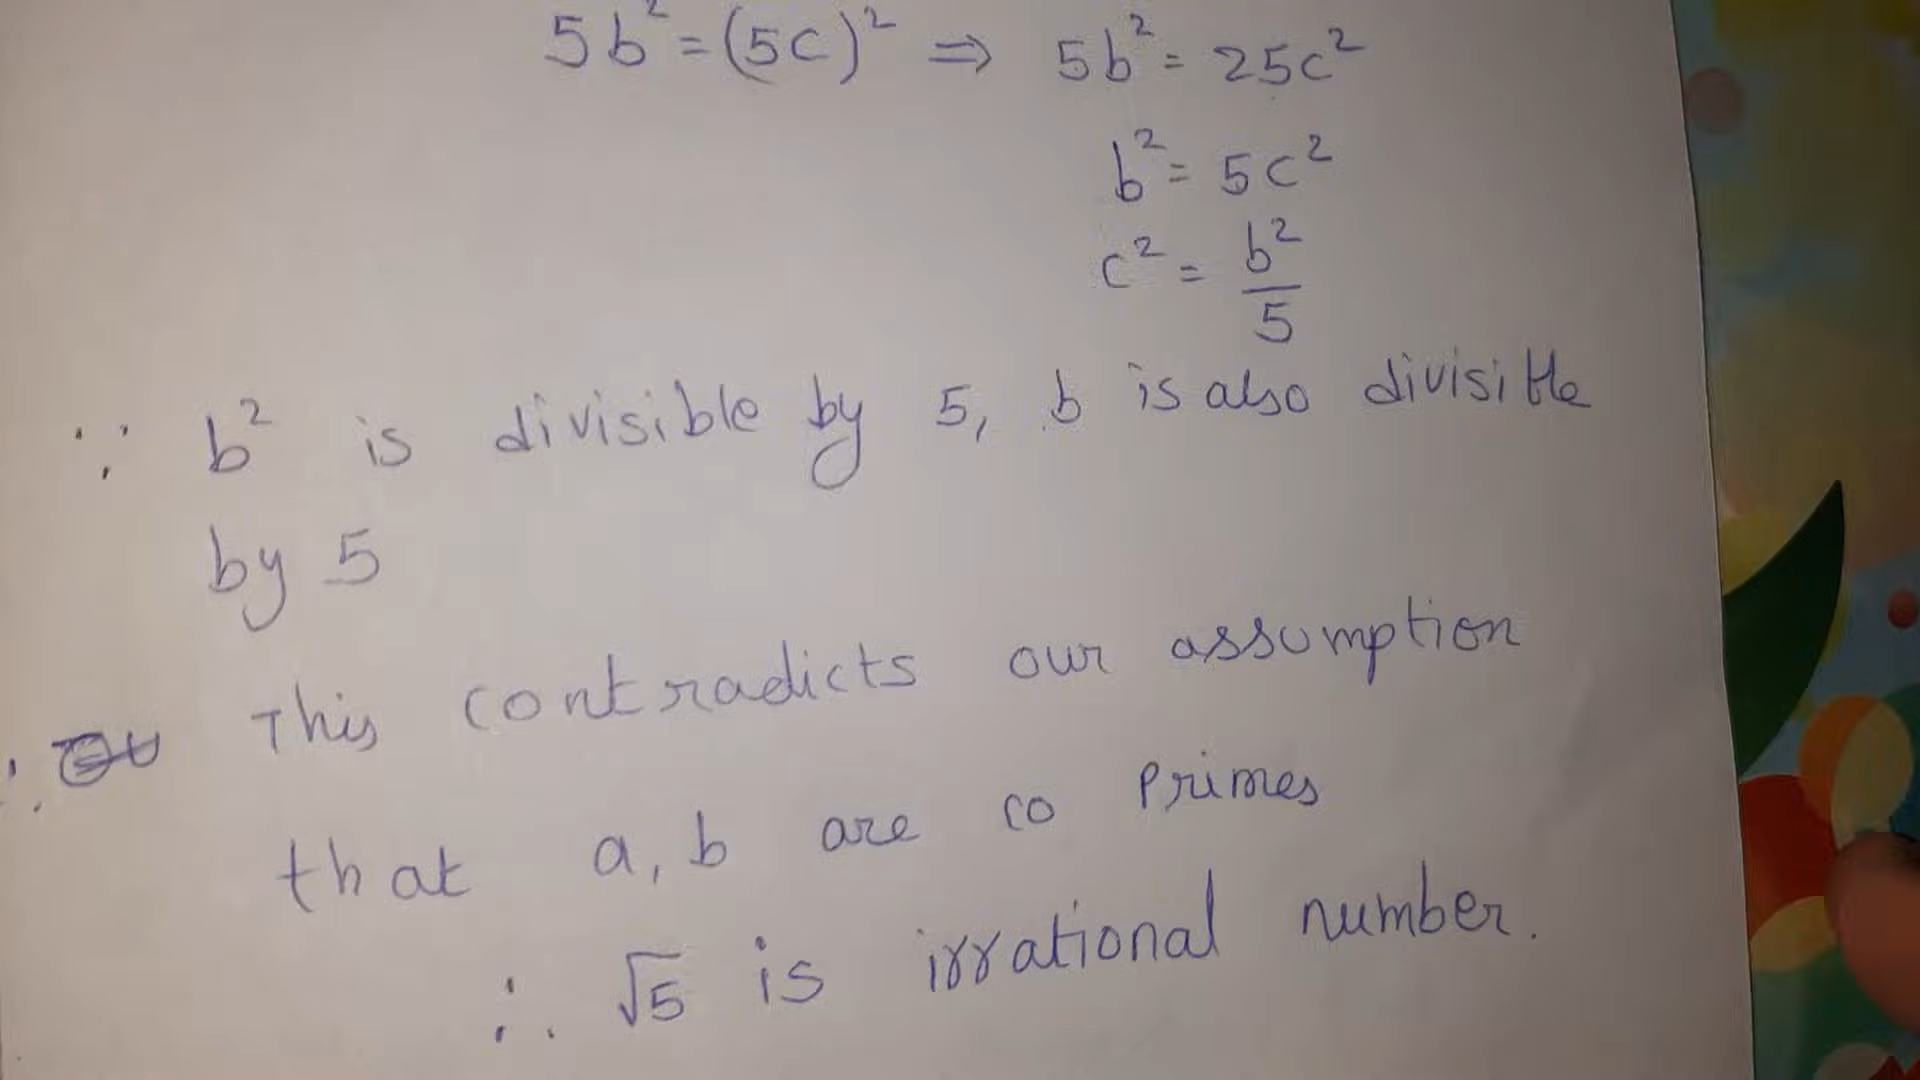 5b² = (5c)² ⇒ 5b² = 25c²
b² = 5c²
c² = b²/5
∵ b² is divisible by 5, b is also divisible
by 5
∴ This contradicts our assumption
that a, b are co primes
∴ √5 is irrational number.